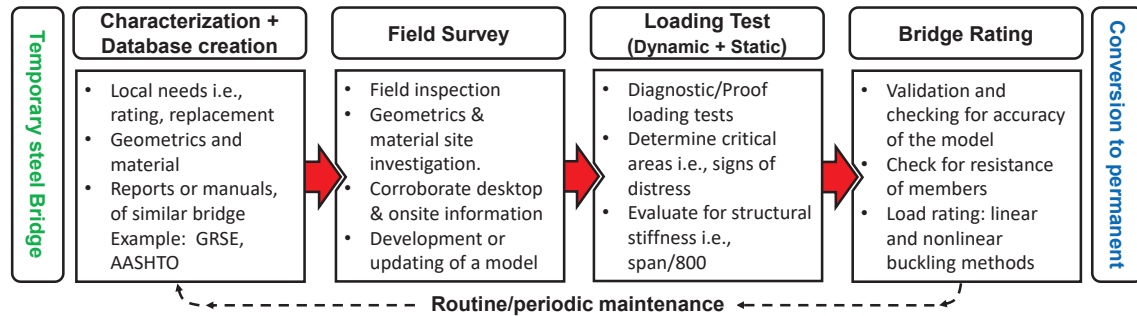 Temporary steel Bridge
Characterization +
Database creation
• Local needs i.e.,
rating, replacement
• Geometrics and
material
• Reports or manuals,
of similar bridge
Example: GRSE,
AASHTO
Field Survey
• Field inspection
• Geometrics &
material site
investigation.
• Corroborate desktop
& onsite information
• Development or
updating of a model
Loading Test
(Dynamic + Static)
• Diagnostic/Proof
loading tests
• Determine critical
areas i.e., signs of
distress
• Evaluate for structural
stiffness i.e.,
span/800
Bridge Rating
• Validation and
checking for accuracy
of the model
• Check for resistance
of members
• Load rating: linear
and nonlinear
buckling methods
Conversion to permanent
Routine/periodic maintenance